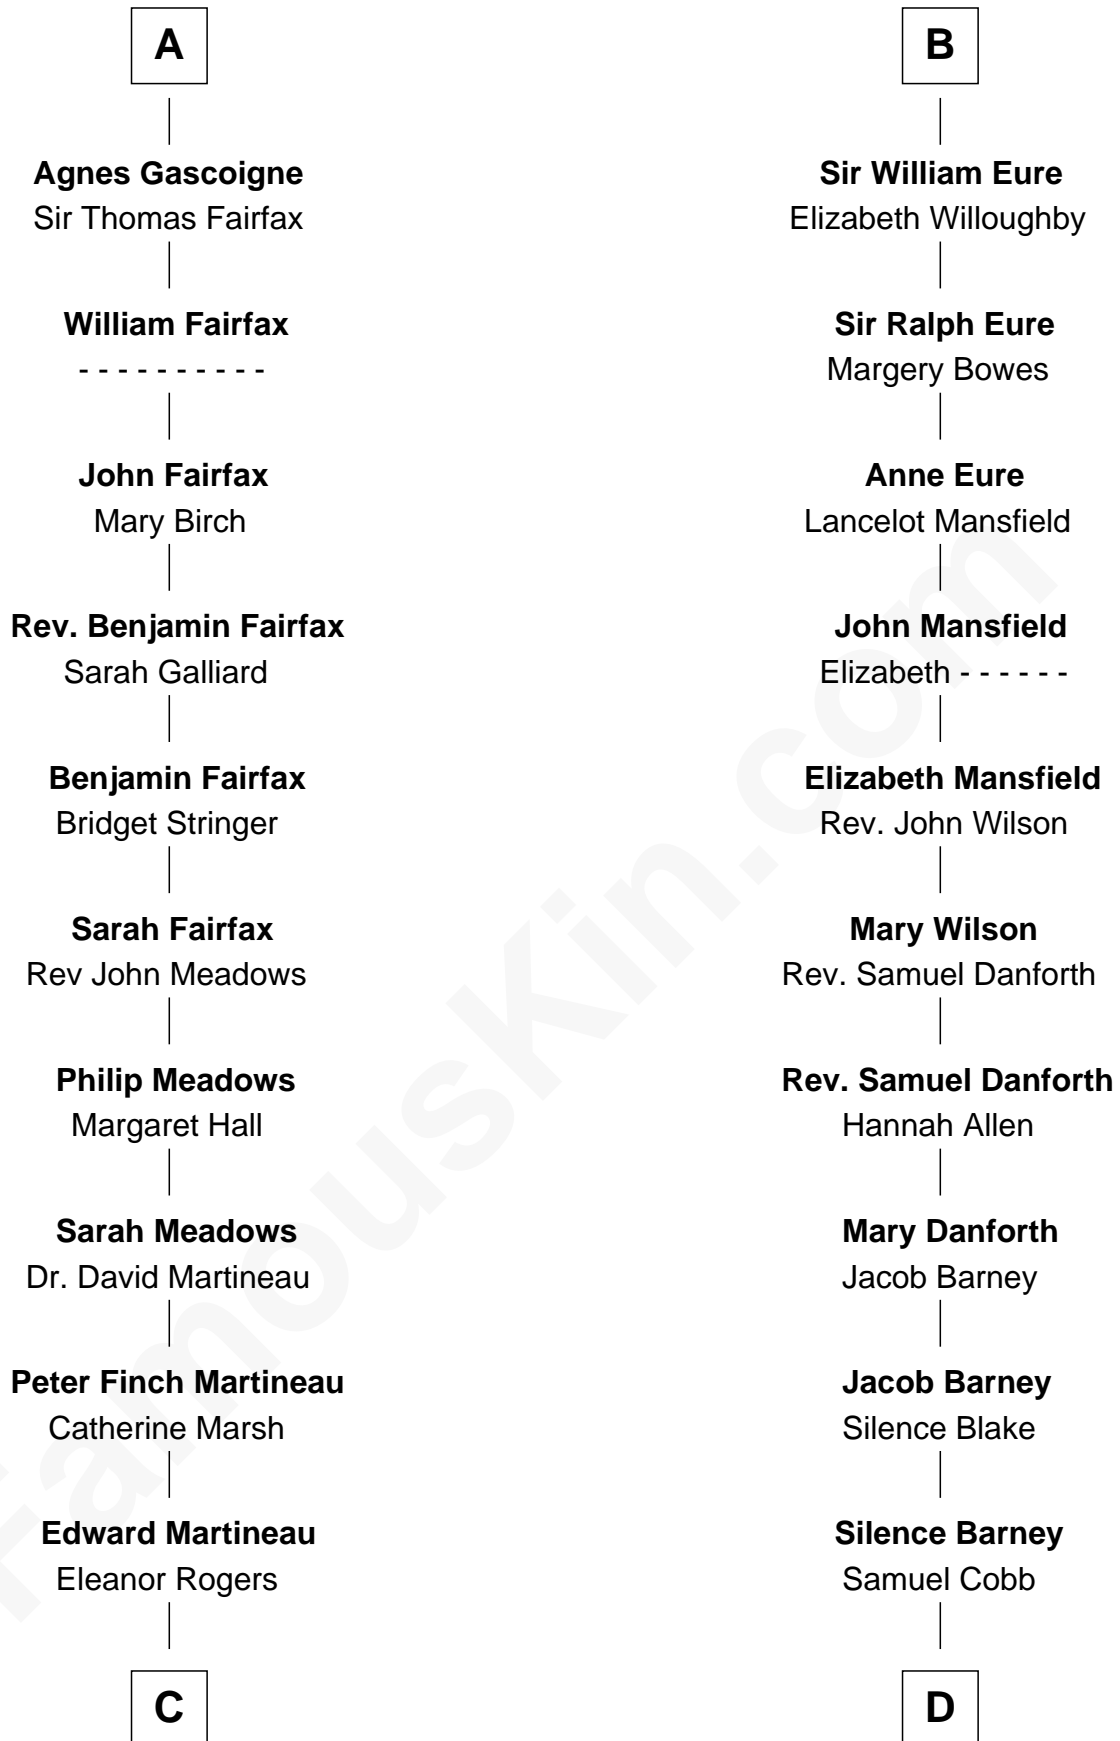 A
Agnes Gascoigne
Sir Thomas Fairfax
William Fairfax
- - - - - - - - - -
John Fairfax
Mary Birch
Rev. Benjamin Fairfax
Sarah Galliard
Benjamin Fairfax
Bridget Stringer
Sarah Fairfax
Rev John Meadows
Philip Meadows
Margaret Hall
Sarah Meadows
Dr. David Martineau
Peter Finch Martineau
Catherine Marsh
Edward Martineau
Eleanor Rogers
C
B
Sir William Eure
Elizabeth Willoughby
Sir Ralph Eure
Margery Bowes
Anne Eure
Lancelot Mansfield
John Mansfield
Elizabeth - - - - - -
Elizabeth Mansfield
Rev. John Wilson
Mary Wilson
Rev. Samuel Danforth
Rev. Samuel Danforth
Hannah Allen
Mary Danforth
Jacob Barney
Jacob Barney
Silence Blake
Silence Barney
Samuel Cobb
D
FamousKin.com